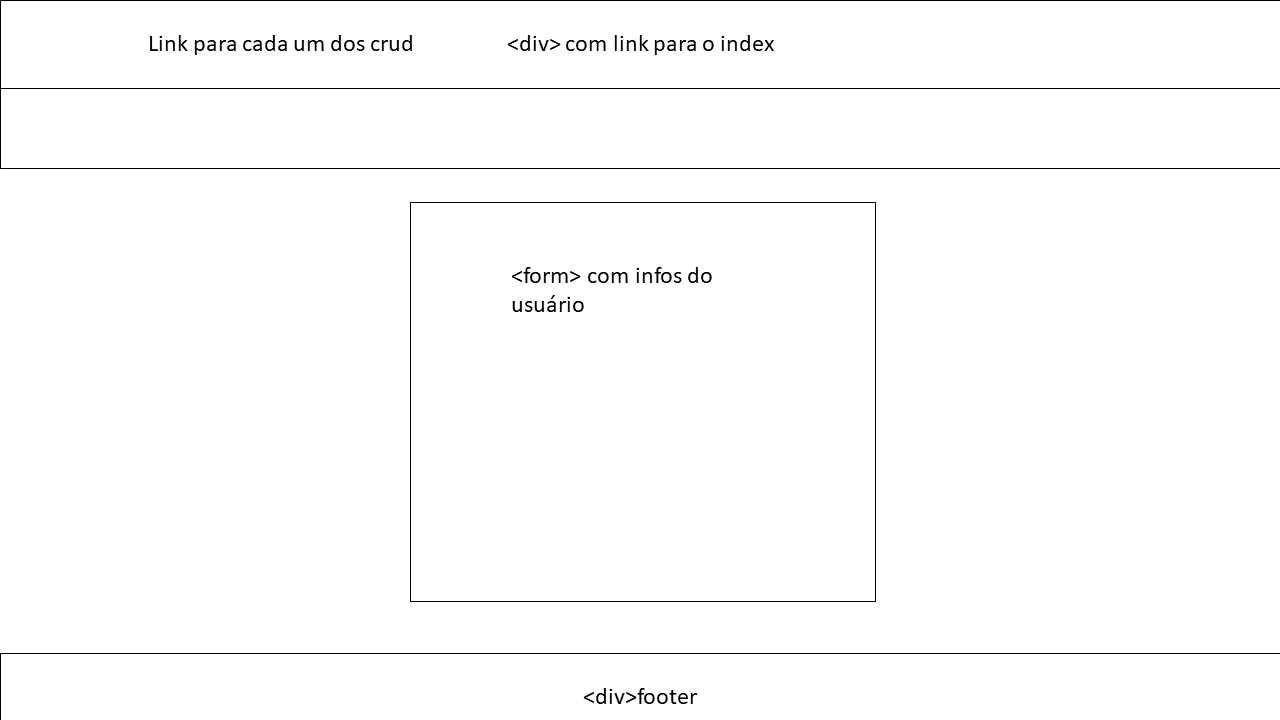 Link para cada um dos crud
<div> com link para o index
<form> com infos do
usuário
<div>footer